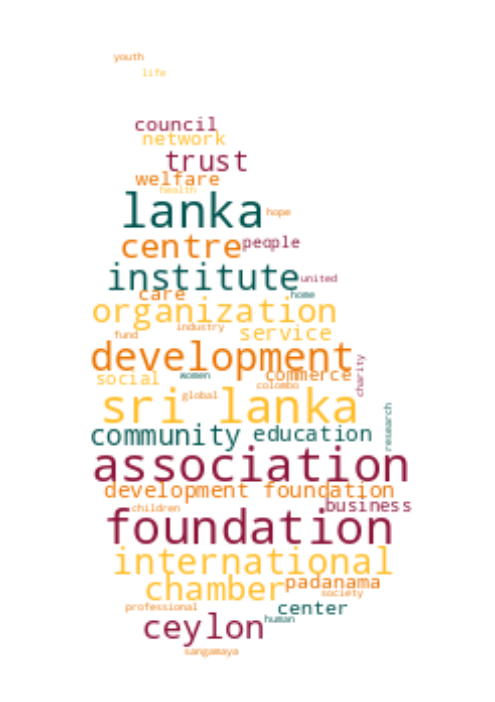 youth
life
council
network
trust
welfare
health
lanka
hope
centre
people
institute
united
care
home
organization
industry
fund
service
development
charity
social
women
commerce
colombo
global
sri lanka
research
community
education
association
development foundation
business
children
foundation
international
chamber
padanama
society
professional
center
human
ceylon
sangamaya